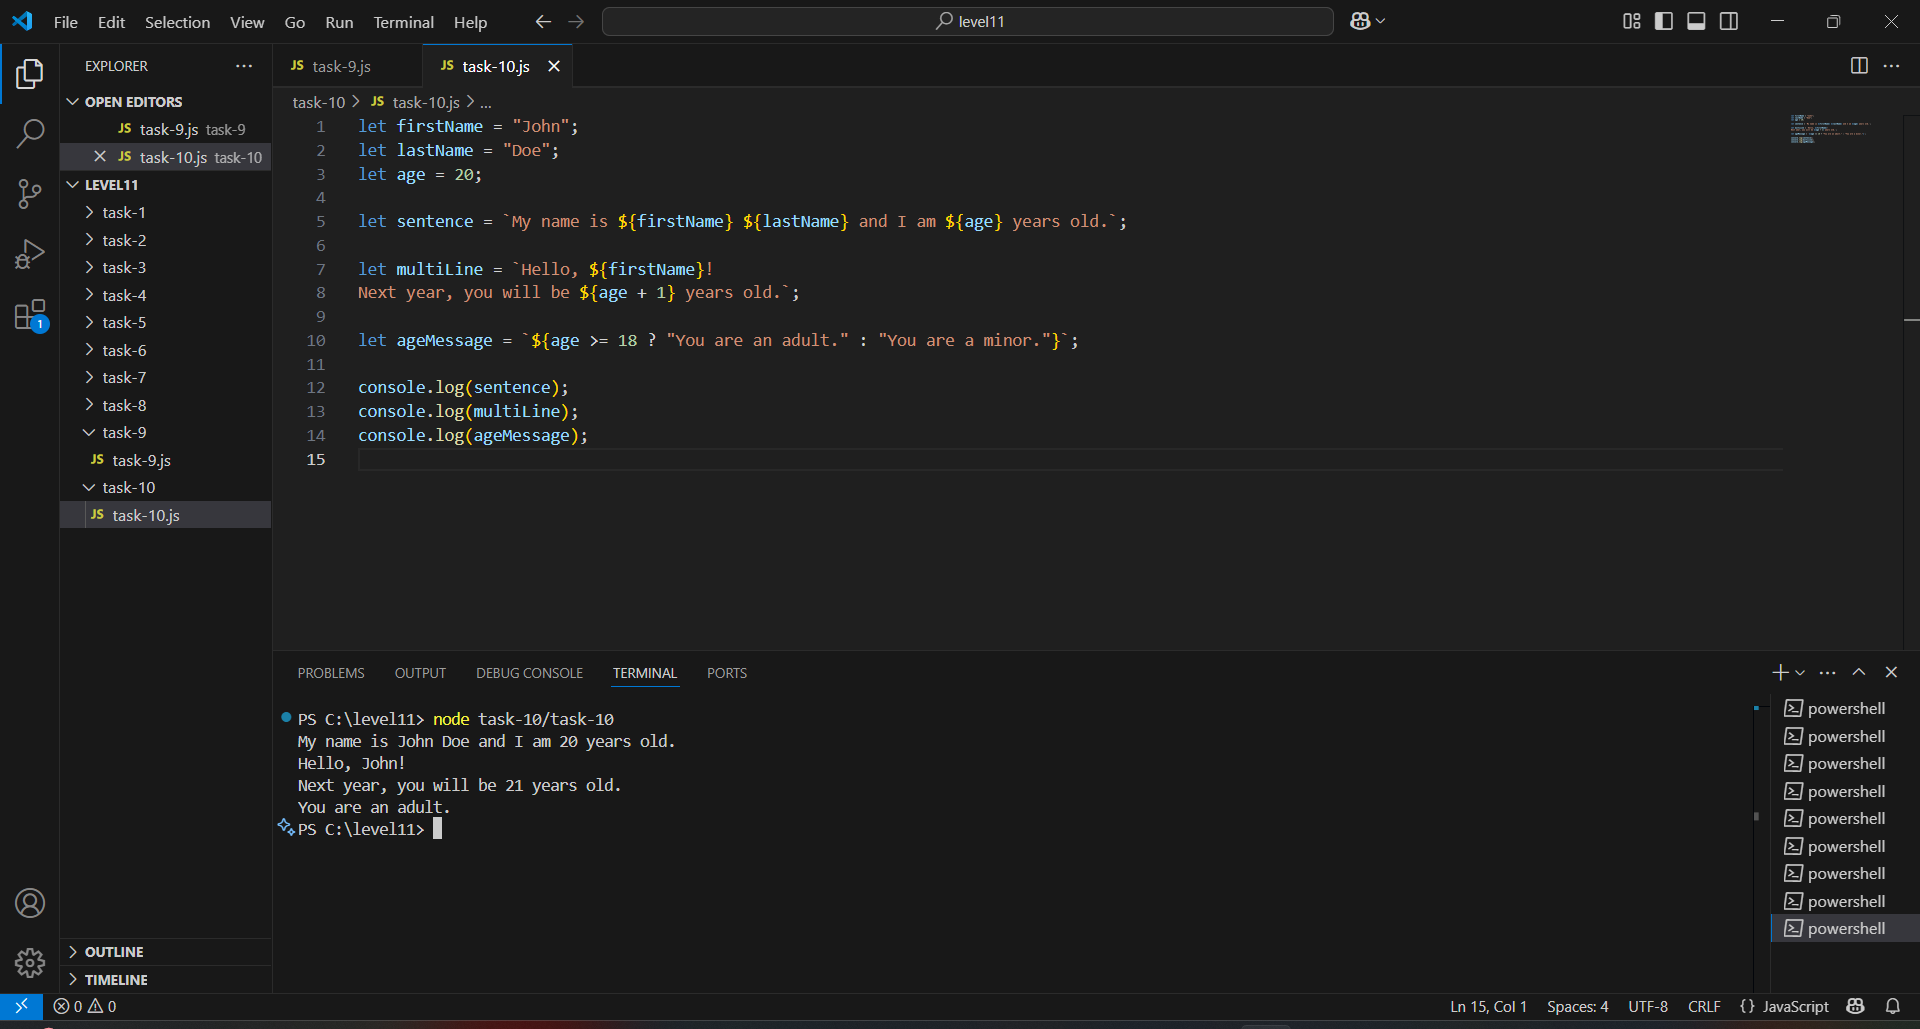 File Edit Selection View Go Run Terminal Help
level11
EXPLORER
OPEN EDITORS
JS task-9.js task-9
JS task-10.js task-10
LEVEL11
task-1
task-2
task-3
task-4
task-5
task-6
task-7
task-8
task-9
JS task-9.js
task-10
JS task-10.js
OUTLINE
TIMELINE
1
JS task-9.js
JS task-10.js
task-10 > JS task-10.js > ...
1 let firstName = "John";
2 let lastName = "Doe";
3 let age = 20;
4
5 let sentence = `My name is ${firstName} ${lastName} and I am ${age} years old.`;
6
7 let multiLine = `Hello, ${firstName}!
8 Next year, you will be ${age + 1} years old.`;
9
10 let ageMessage = `${age >= 18 ? "You are an adult." : "You are a minor."}`;
11
12 console.log(sentence);
13 console.log(multiLine);
14 console.log(ageMessage);
15
PROBLEMS OUTPUT DEBUG CONSOLE TERMINAL PORTS
PS C:\level11> node task-10/task-10
My name is John Doe and I am 20 years old.
Hello, John!
Next year, you will be 21 years old.
You are an adult.
PS C:\level11>
powershell
powershell
powershell
powershell
powershell
powershell
powershell
powershell
powershell
0 0
Ln 15, Col 1 Spaces: 4 UTF-8 CRLF {} JavaScript